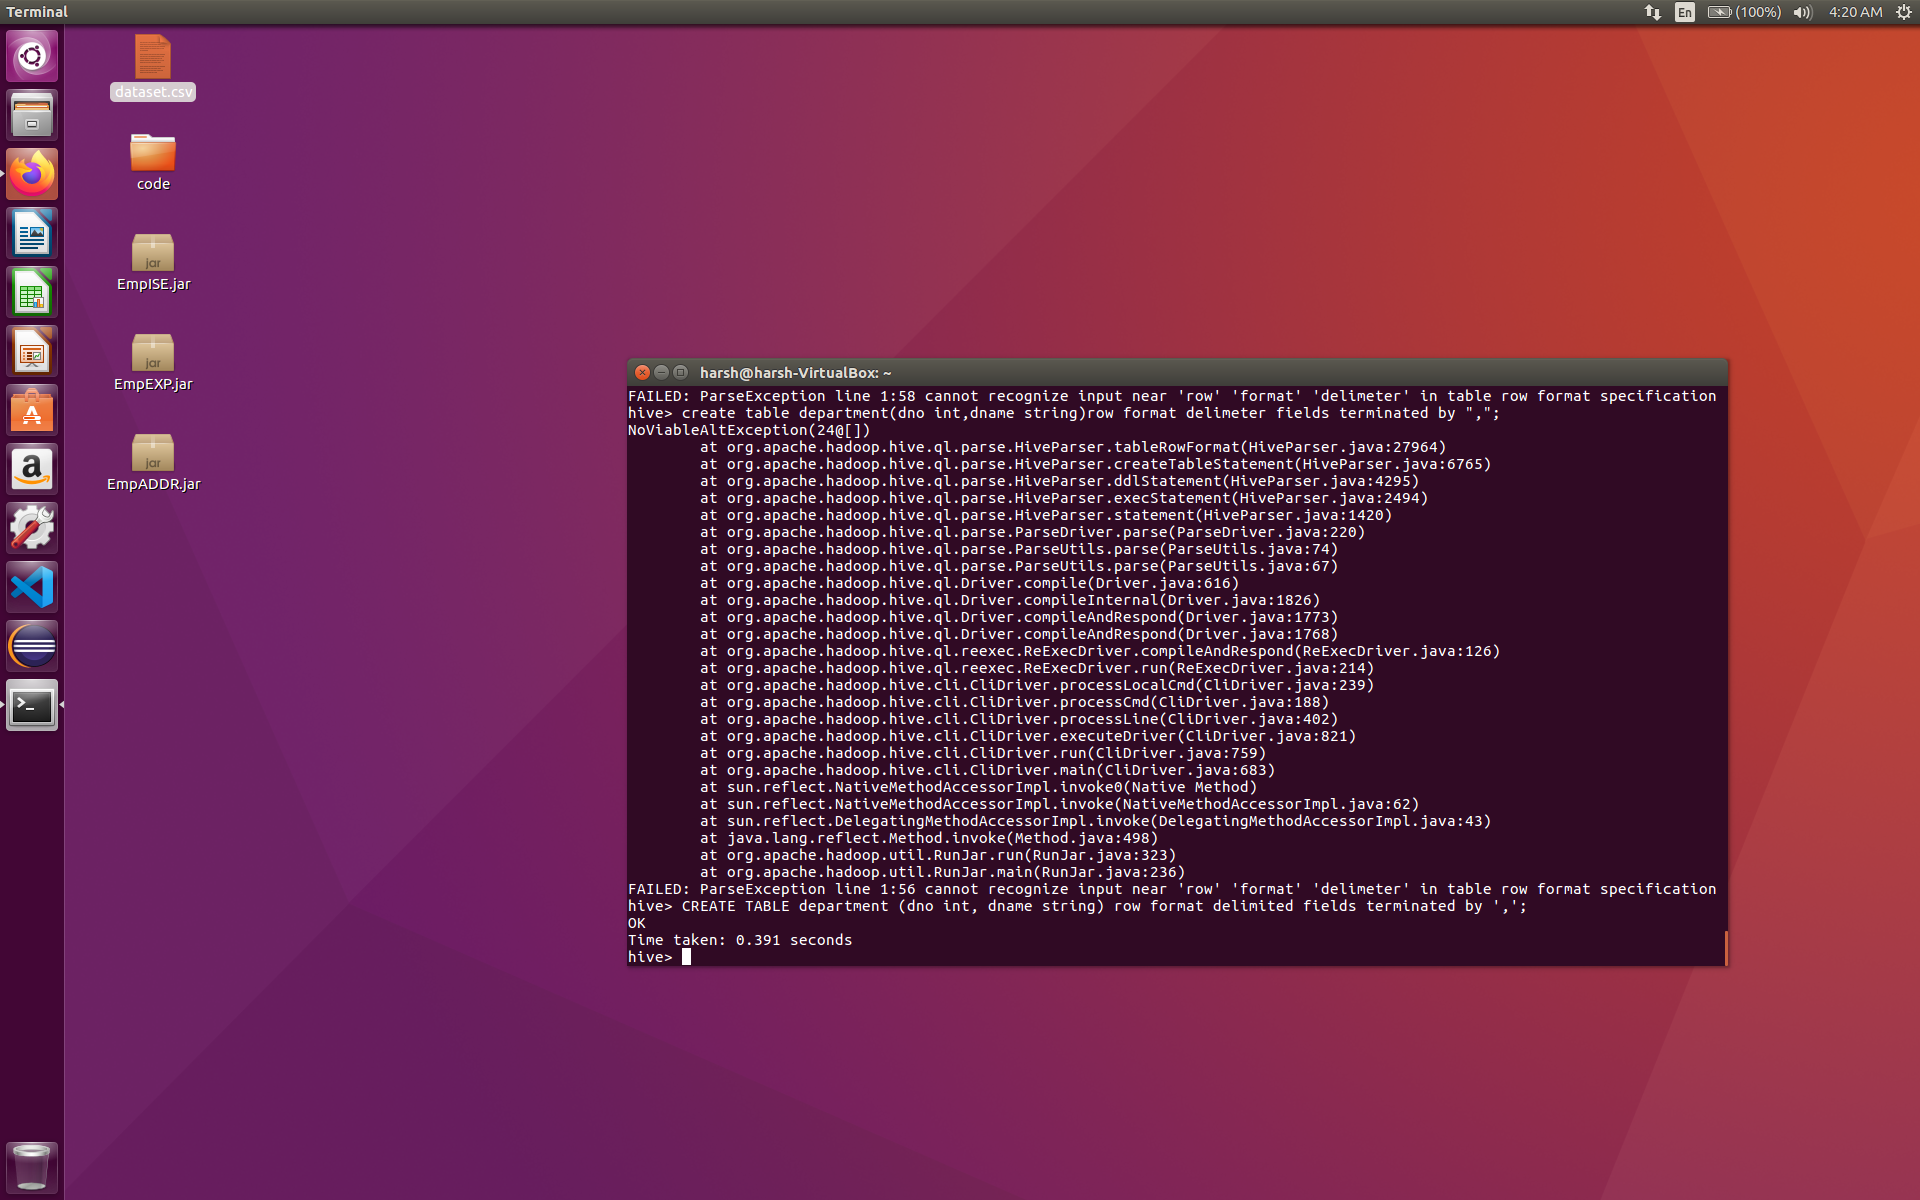 Terminal
En
(100%)
4:20 AM
dataset.csv
code
jar
EmpISE.jar
jar
EmpEXP.jar
jar
EmpADDR.jar
harsh@harsh-VirtualBox: ~
FAILED: ParseException line 1:58 cannot recognize input near 'row' 'format' 'delimeter' in table row format specification
hive> create table department(dno int,dname string)row format delimeter fields terminated by ",";
NoViableAltException(24@[])
at org.apache.hadoop.hive.ql.parse.HiveParser.tableRowFormat(HiveParser.java:27964)
at org.apache.hadoop.hive.ql.parse.HiveParser.createTableStatement(HiveParser.java:6765)
at org.apache.hadoop.hive.ql.parse.HiveParser.ddlStatement(HiveParser.java:4295)
at org.apache.hadoop.hive.ql.parse.HiveParser.execStatement(HiveParser.java:2494)
at org.apache.hadoop.hive.ql.parse.HiveParser.statement(HiveParser.java:1420)
at org.apache.hadoop.hive.ql.parse.ParseDriver.parse(ParseDriver.java:220)
at org.apache.hadoop.hive.ql.parse.ParseUtils.parse(ParseUtils.java:74)
at org.apache.hadoop.hive.ql.parse.ParseUtils.parse(ParseUtils.java:67)
at org.apache.hadoop.hive.ql.Driver.compile(Driver.java:616)
at org.apache.hadoop.hive.ql.Driver.compileInternal(Driver.java:1826)
at org.apache.hadoop.hive.ql.Driver.compileAndRespond(Driver.java:1773)
at org.apache.hadoop.hive.ql.Driver.compileAndRespond(Driver.java:1768)
at org.apache.hadoop.hive.ql.reexec.ReExecDriver.compileAndRespond(ReExecDriver.java:126)
at org.apache.hadoop.hive.ql.reexec.ReExecDriver.run(ReExecDriver.java:214)
at org.apache.hadoop.hive.cli.CliDriver.processLocalCmd(CliDriver.java:239)
at org.apache.hadoop.hive.cli.CliDriver.processCmd(CliDriver.java:188)
at org.apache.hadoop.hive.cli.CliDriver.processLine(CliDriver.java:402)
at org.apache.hadoop.hive.cli.CliDriver.executeDriver(CliDriver.java:821)
at org.apache.hadoop.hive.cli.CliDriver.run(CliDriver.java:759)
at org.apache.hadoop.hive.cli.CliDriver.main(CliDriver.java:683)
at sun.reflect.NativeMethodAccessorImpl.invoke0(Native Method)
at sun.reflect.NativeMethodAccessorImpl.invoke(NativeMethodAccessorImpl.java:62)
at sun.reflect.DelegatingMethodAccessorImpl.invoke(DelegatingMethodAccessorImpl.java:43)
at java.lang.reflect.Method.invoke(Method.java:498)
at org.apache.hadoop.util.RunJar.run(RunJar.java:323)
at org.apache.hadoop.util.RunJar.main(RunJar.java:236)
FAILED: ParseException line 1:56 cannot recognize input near 'row' 'format' 'delimeter' in table row format specification
hive> CREATE TABLE department (dno int, dname string) row format delimited fields terminated by ',';
OK
Time taken: 0.391 seconds
hive>